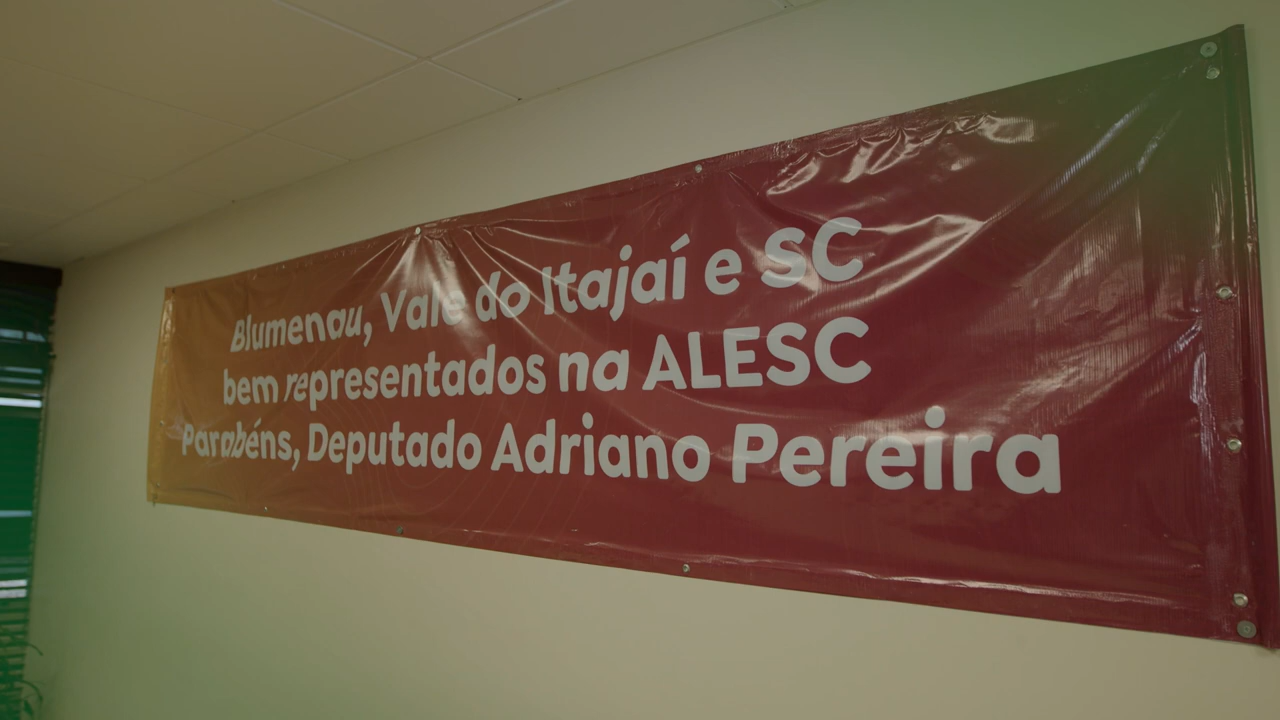 Blumenau, Vale do Itajaí e SC
bem representados na ALESC
Parabéns, Deputado Adriano Pereira